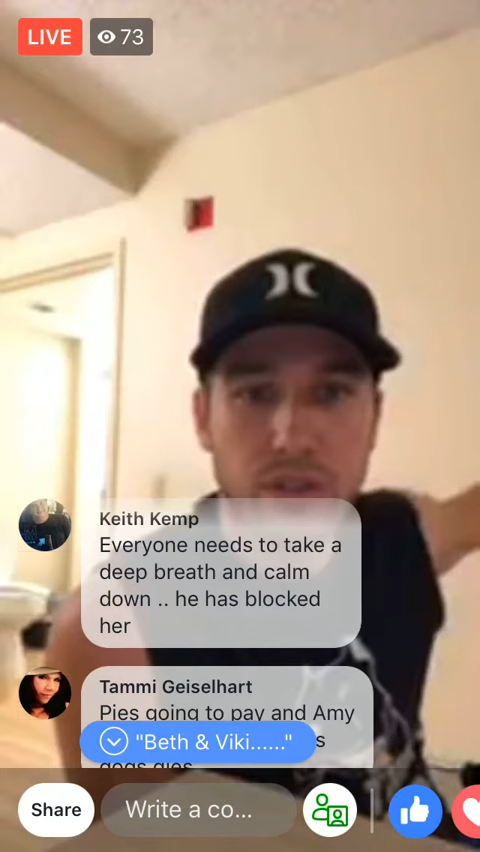 LIVE 73
Keith Kemp
Everyone needs to take a
deep breath and calm
down .. he has blocked
her
Tammi Geiselhart
Pies going to pay and Amy
"Beth & Viki......"
Share
Write a co...